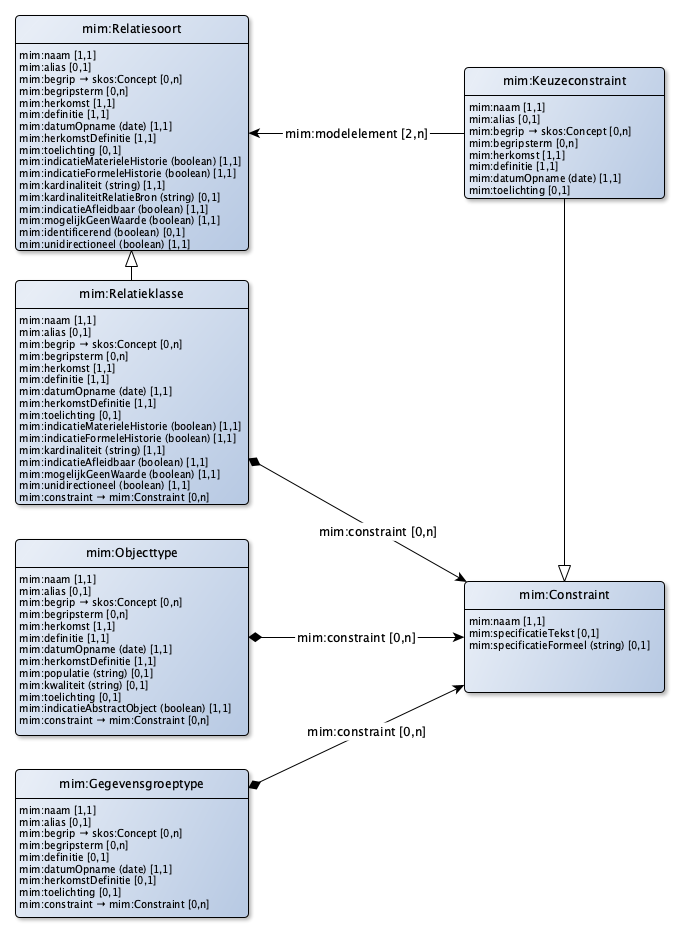 mim:Relatiesoort
mim:naam [1,1]
mim:alias [0,1]
mim:begrip → skos:Concept [0,n]
mim:begripsterm [0,n]
mim:herkomst [1,1]
mim:definitie [1,1]
mim:datumOpname (date) [1,1]
mim:herkomstDefinitie [1,1]
mim:toelichting [0,1]
mim:indicatieMaterieleHistorie (boolean) [1,1]
mim:indicatieFormeleHistorie (boolean) [1,1]
mim:kardinaliteit (string) [1,1]
mim:kardinaliteitRelatieBron (string) [0,1]
mim:indicatieAfleidbaar (boolean) [1,1]
mim:mogelijkGeenWaarde (boolean) [1,1]
mim:identificerend (boolean) [0,1]
mim:unidirectioneel (boolean) [1,1]
mim:modelelement [2,n]
mim:Keuzeconstraint
mim:naam [1,1]
mim:alias [0,1]
mim:begrip → skos:Concept [0,n]
mim:begripsterm [0,n]
mim:herkomst [1,1]
mim:definitie [1,1]
mim:datumOpname (date) [1,1]
mim:toelichting [0,1]
mim:Relatieklasse
mim:naam [1,1]
mim:alias [0,1]
mim:begrip → skos:Concept [0,n]
mim:begripsterm [0,n]
mim:herkomst [1,1]
mim:definitie [1,1]
mim:datumOpname (date) [1,1]
mim:herkomstDefinitie [1,1]
mim:toelichting [0,1]
mim:indicatieMaterieleHistorie (boolean) [1,1]
mim:indicatieFormeleHistorie (boolean) [1,1]
mim:kardinaliteit (string) [1,1]
mim:indicatieAfleidbaar (boolean) [1,1]
mim:mogelijkGeenWaarde (boolean) [1,1]
mim:unidirectioneel (boolean) [1,1]
mim:constraint → mim:Constraint [0,n]
mim:constraint [0,n]
mim:Objecttype
mim:naam [1,1]
mim:alias [0,1]
mim:begrip → skos:Concept [0,n]
mim:begripsterm [0,n]
mim:herkomst [1,1]
mim:definitie [1,1]
mim:datumOpname (date) [1,1]
mim:herkomstDefinitie [1,1]
mim:populatie (string) [0,1]
mim:kwaliteit (string) [0,1]
mim:toelichting [0,1]
mim:indicatieAbstractObject (boolean) [1,1]
mim:constraint → mim:Constraint [0,n]
mim:constraint [0,n]
mim:Constraint
mim:naam [1,1]
mim:specificatieTekst [0,1]
mim:specificatieFormeel (string) [0,1]
mim:constraint [0,n]
mim:Gegevensgroeptype
mim:naam [1,1]
mim:alias [0,1]
mim:begrip → skos:Concept [0,n]
mim:begripsterm [0,n]
mim:definitie [0,1]
mim:datumOpname (date) [1,1]
mim:herkomstDefinitie [0,1]
mim:toelichting [0,1]
mim:constraint → mim:Constraint [0,n]